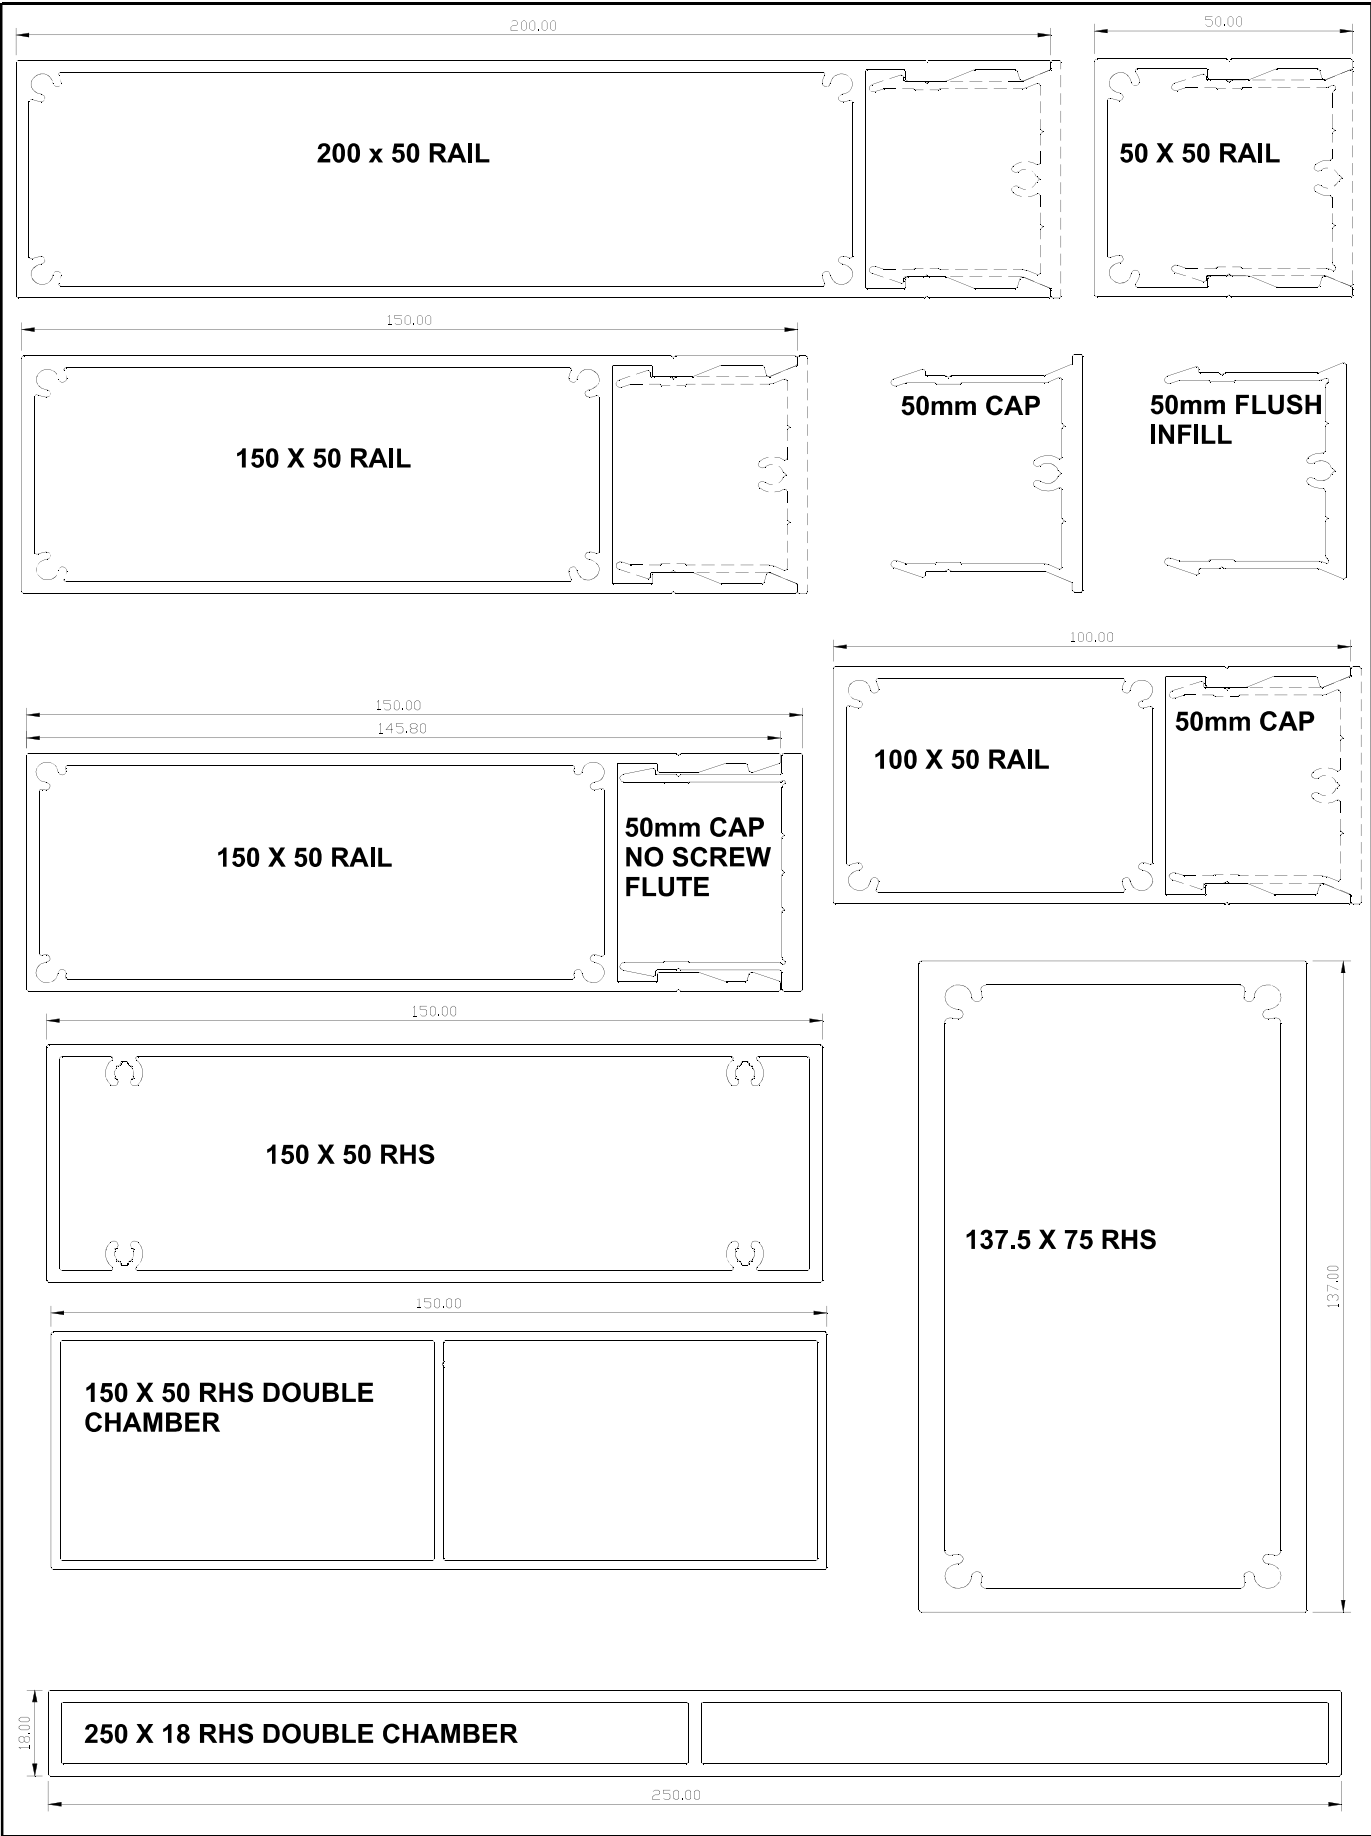 200.00
50.00
200 x 50 RAIL
50 X 50 RAIL
150.00
150 X 50 RAIL
50mm CAP
50mm FLUSH
INFILL
100.00
100 X 50 RAIL
50mm CAP
150.00
145.80
150 X 50 RAIL
50mm CAP
NO SCREW
FLUTE
150.00
150 X 50 RHS
137.5 X 75 RHS
137.00
150.00
150 X 50 RHS DOUBLE
CHAMBER
18.00
250 X 18 RHS DOUBLE CHAMBER
250.00